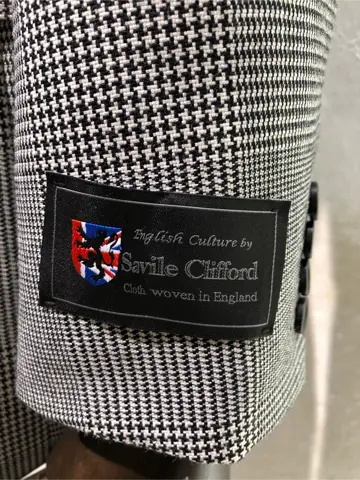 English Culture by
Savile Clifford
Cloth woven in England